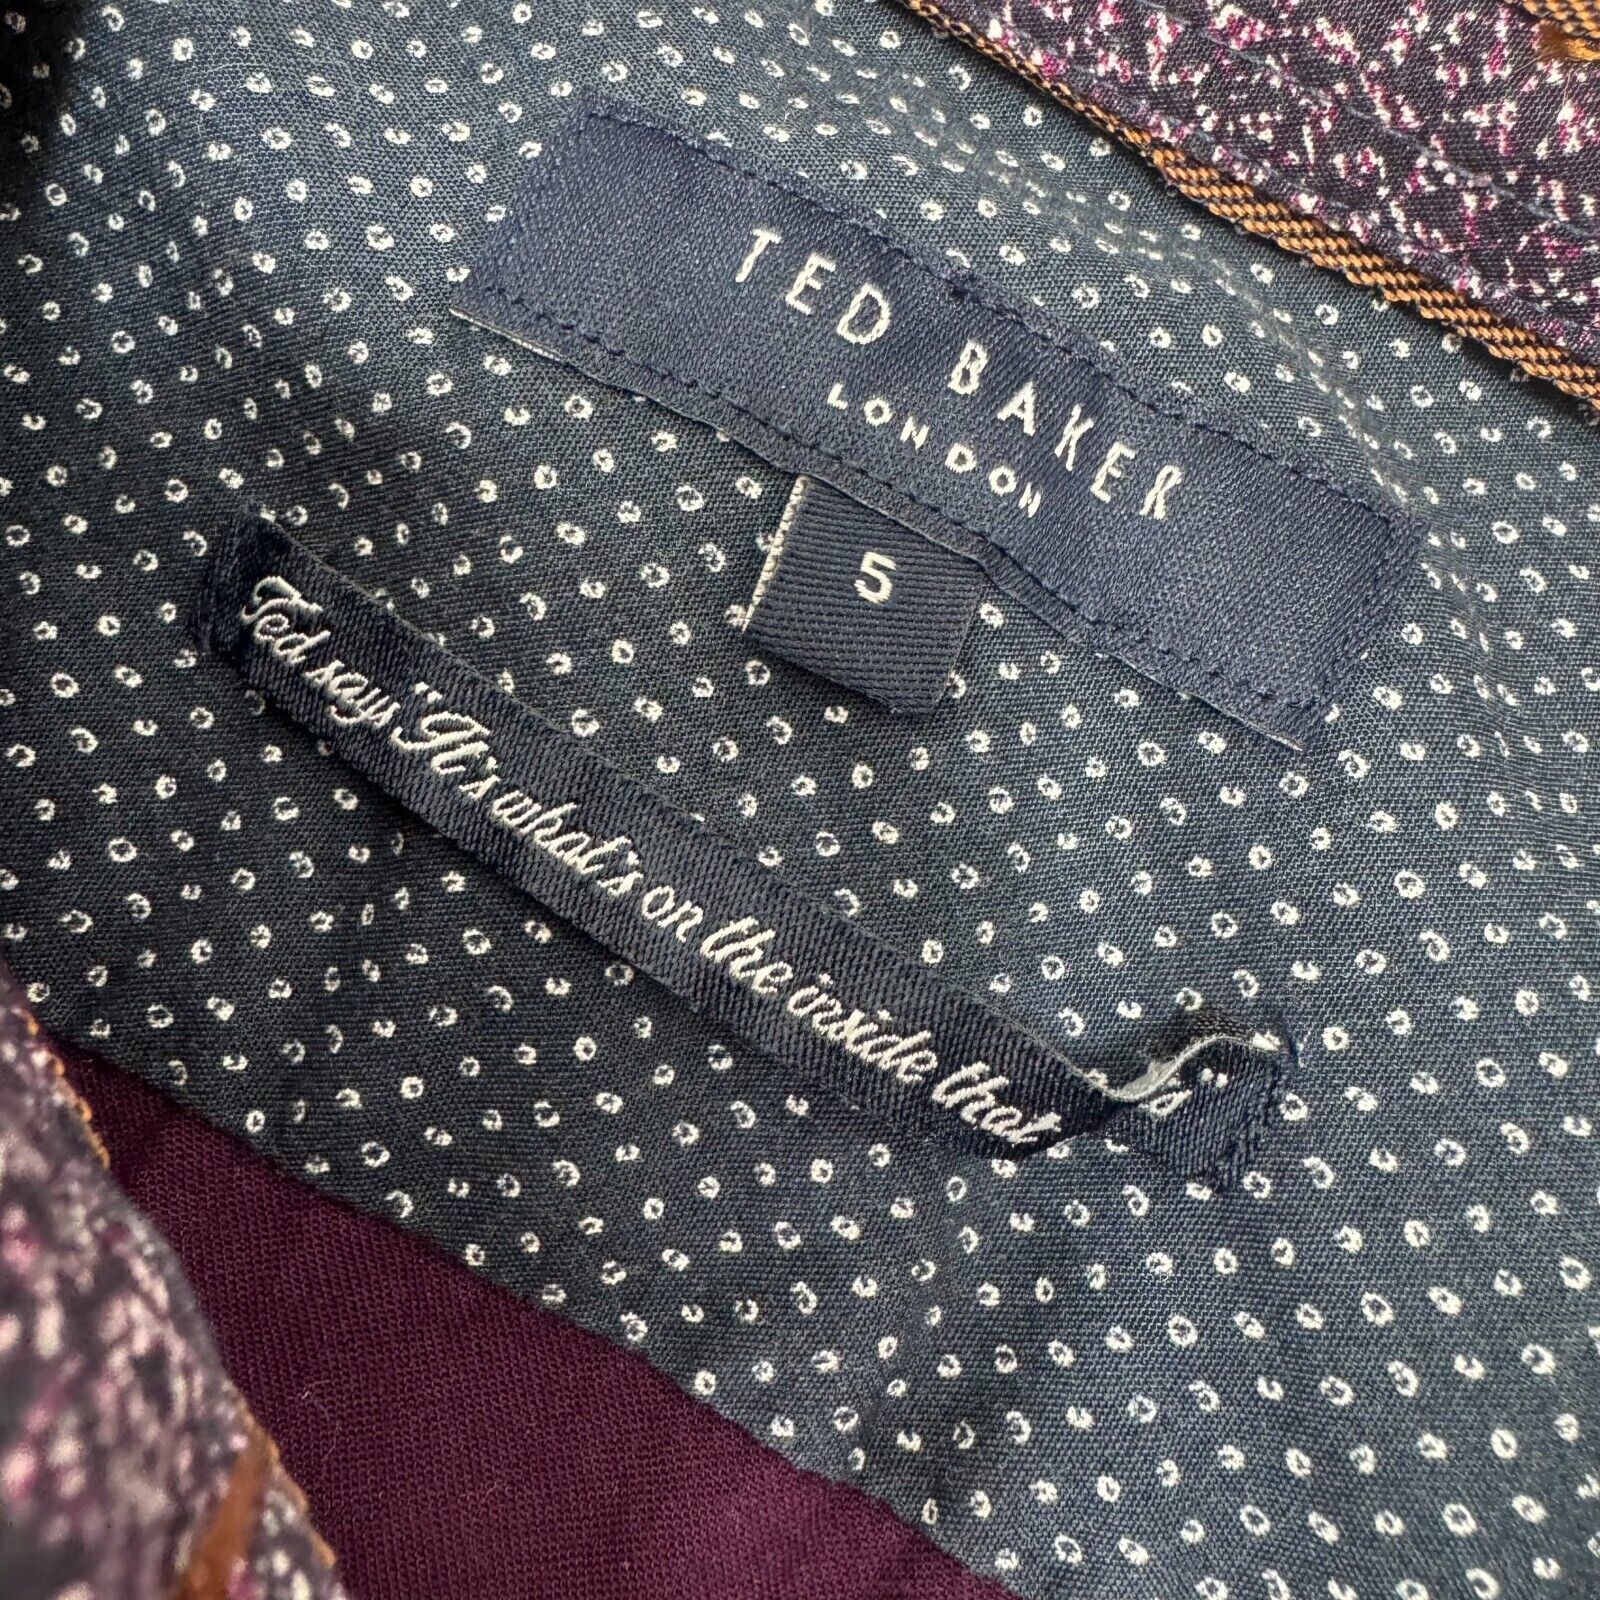 TED BAKER
LONDON
5
Ted says "It's what's on the inside that